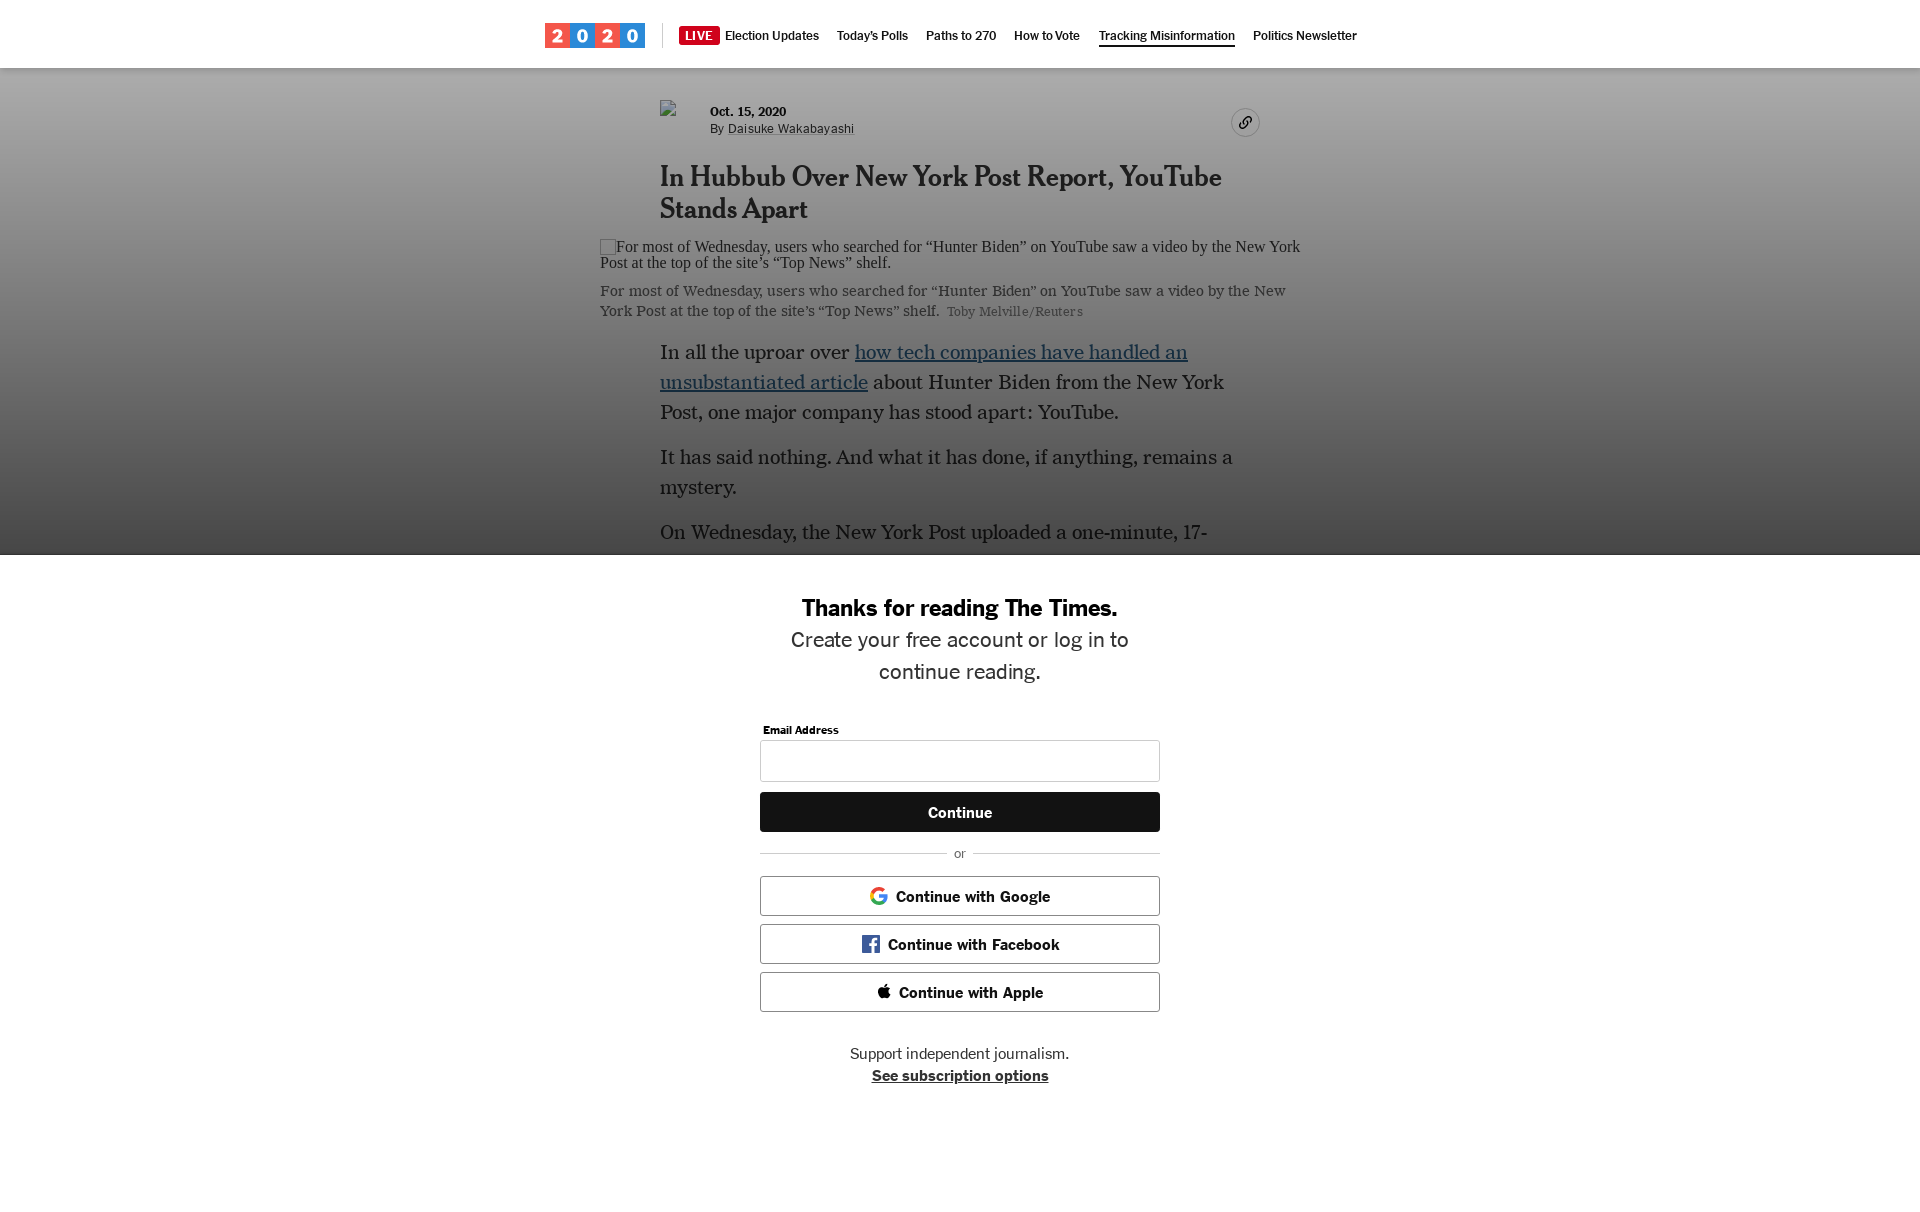 2020
LIVE Election Updates Today's Polls Paths to 270 How to Vote Tracking Misinformation Politics Newsletter
Oct. 15, 2020
By Daisuke Wakabayashi
In Hubbub Over New York Post Report, YouTube
Stands Apart
For most of Wednesday, users who searched for “Hunter Biden” on YouTube saw a video by the New York
Post at the top of the site’s “Top News” shelf.
For most of Wednesday, users who searched for “Hunter Biden” on YouTube saw a video by the New
York Post at the top of the site’s “Top News” shelf. Toby Melville/Reuters
In all the uproar over how tech companies have handled an
unsubstantiated article about Hunter Biden from the New York
Post, one major company has stood apart: YouTube.
It has said nothing. And what it has done, if anything, remains a
mystery.
On Wednesday, the New York Post uploaded a one-minute, 17-
Thanks for reading The Times.
Create your free account or log in to
continue reading.
Email Address
Continue
or
Continue with Google
Continue with Facebook
Continue with Apple
Support independent journalism.
See subscription options